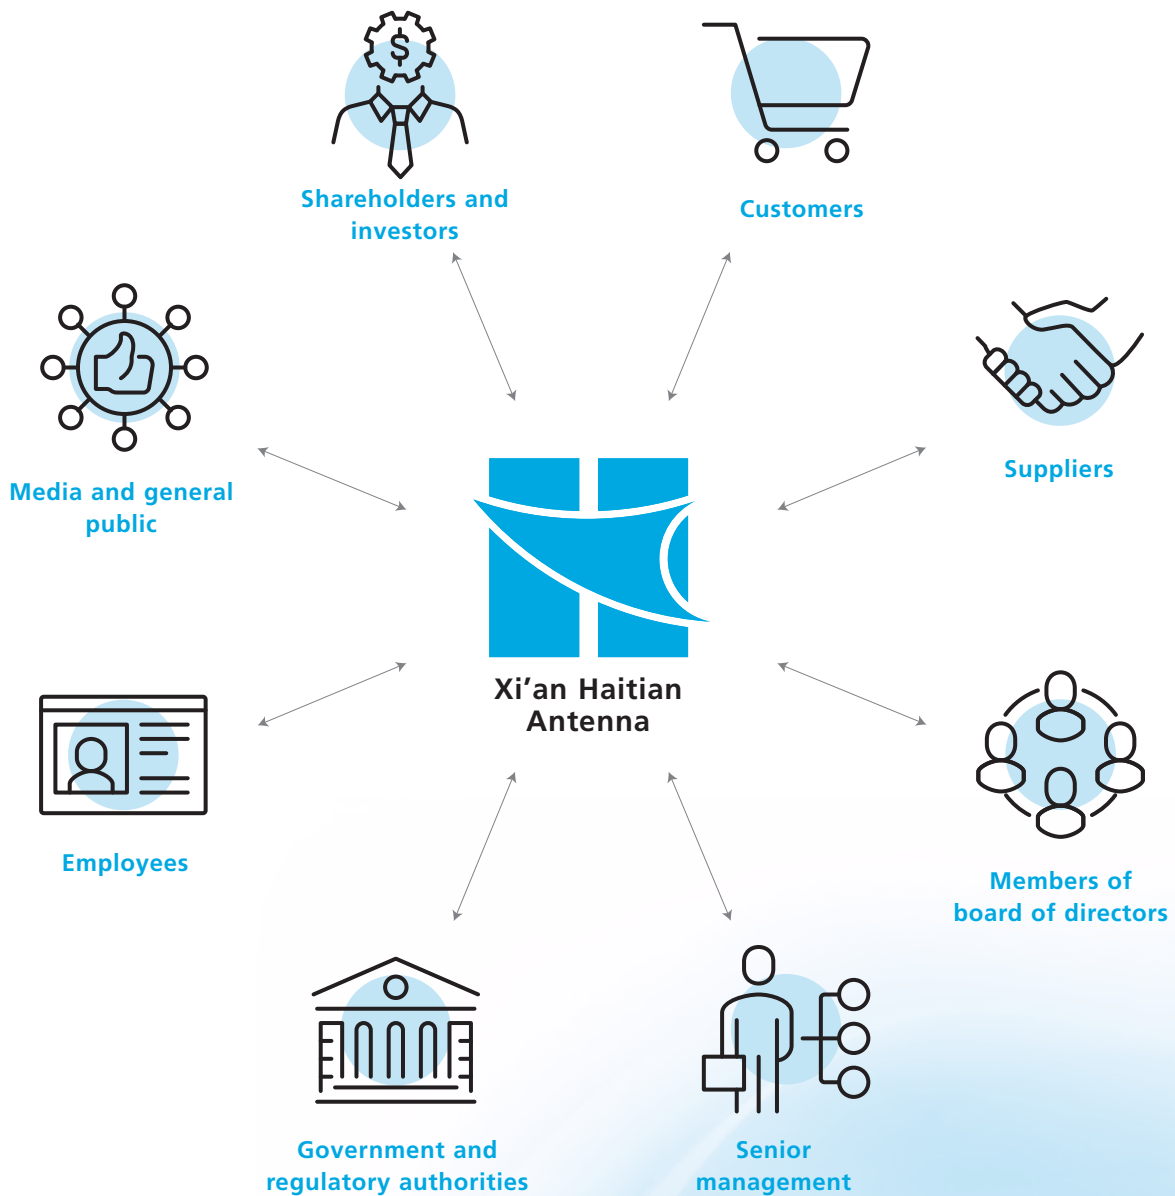 $
Shareholders and
investors
Customers
Media and general
public
Suppliers
Xi’an Haitian
Antenna
Employees
Members of
board of directors
Government and
regulatory authorities
Senior
management